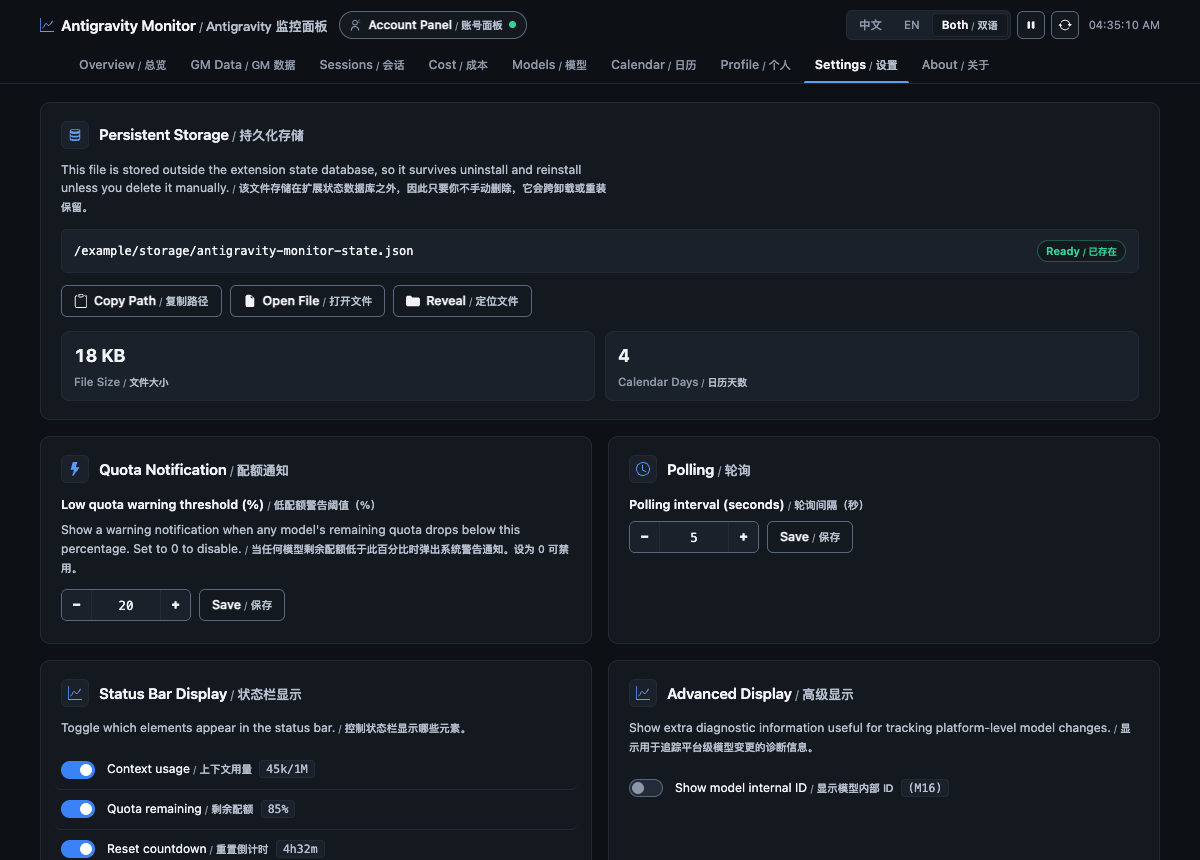 Antigravity Monitor / Antigravity 监控面板
Account Panel / 账号面板
中文 EN Both / 双语 04:35:10 AM
Overview / 总览 GM Data / GM 数据 Sessions / 会话 Cost / 成本 Models / 模型 Calendar / 日历 Profile / 个人 Settings / 设置 About / 关于
Persistent Storage / 持久化存储
This file is stored outside the extension state database, so it survives uninstall and reinstall
unless you delete it manually. / 该文件存储在扩展状态数据库之外，因此只要你不手动删除，它会跨卸载或重装
保留。
/example/storage/antigravity-monitor-state.json
Ready / 已存在
Copy Path / 复制路径 Open File / 打开文件 Reveal / 定位文件
18 KB
File Size / 文件大小
4
Calendar Days / 日历天数
Quota Notification / 配额通知
Low quota warning threshold (%) / 低配额警告阈值（%）
Show a warning notification when any model's remaining quota drops below this
percentage. Set to 0 to disable. / 当任何模型剩余配额低于此百分比时弹出系统警告通知。设为 0 可禁
用。
− 20 + Save / 保存
Polling / 轮询
Polling interval (seconds) / 轮询间隔（秒）
− 5 + Save / 保存
Status Bar Display / 状态栏显示
Toggle which elements appear in the status bar. / 控制状态栏显示哪些元素。
Context usage / 上下文用量 45k/1M
Quota remaining / 剩余配额 85%
Reset countdown / 重置倒计时 4h32m
Advanced Display / 高级显示
Show extra diagnostic information useful for tracking platform-level model changes. / 显
示用于追踪平台级模型变更的诊断信息。
Show model internal ID / 显示模型内部 ID (M16)